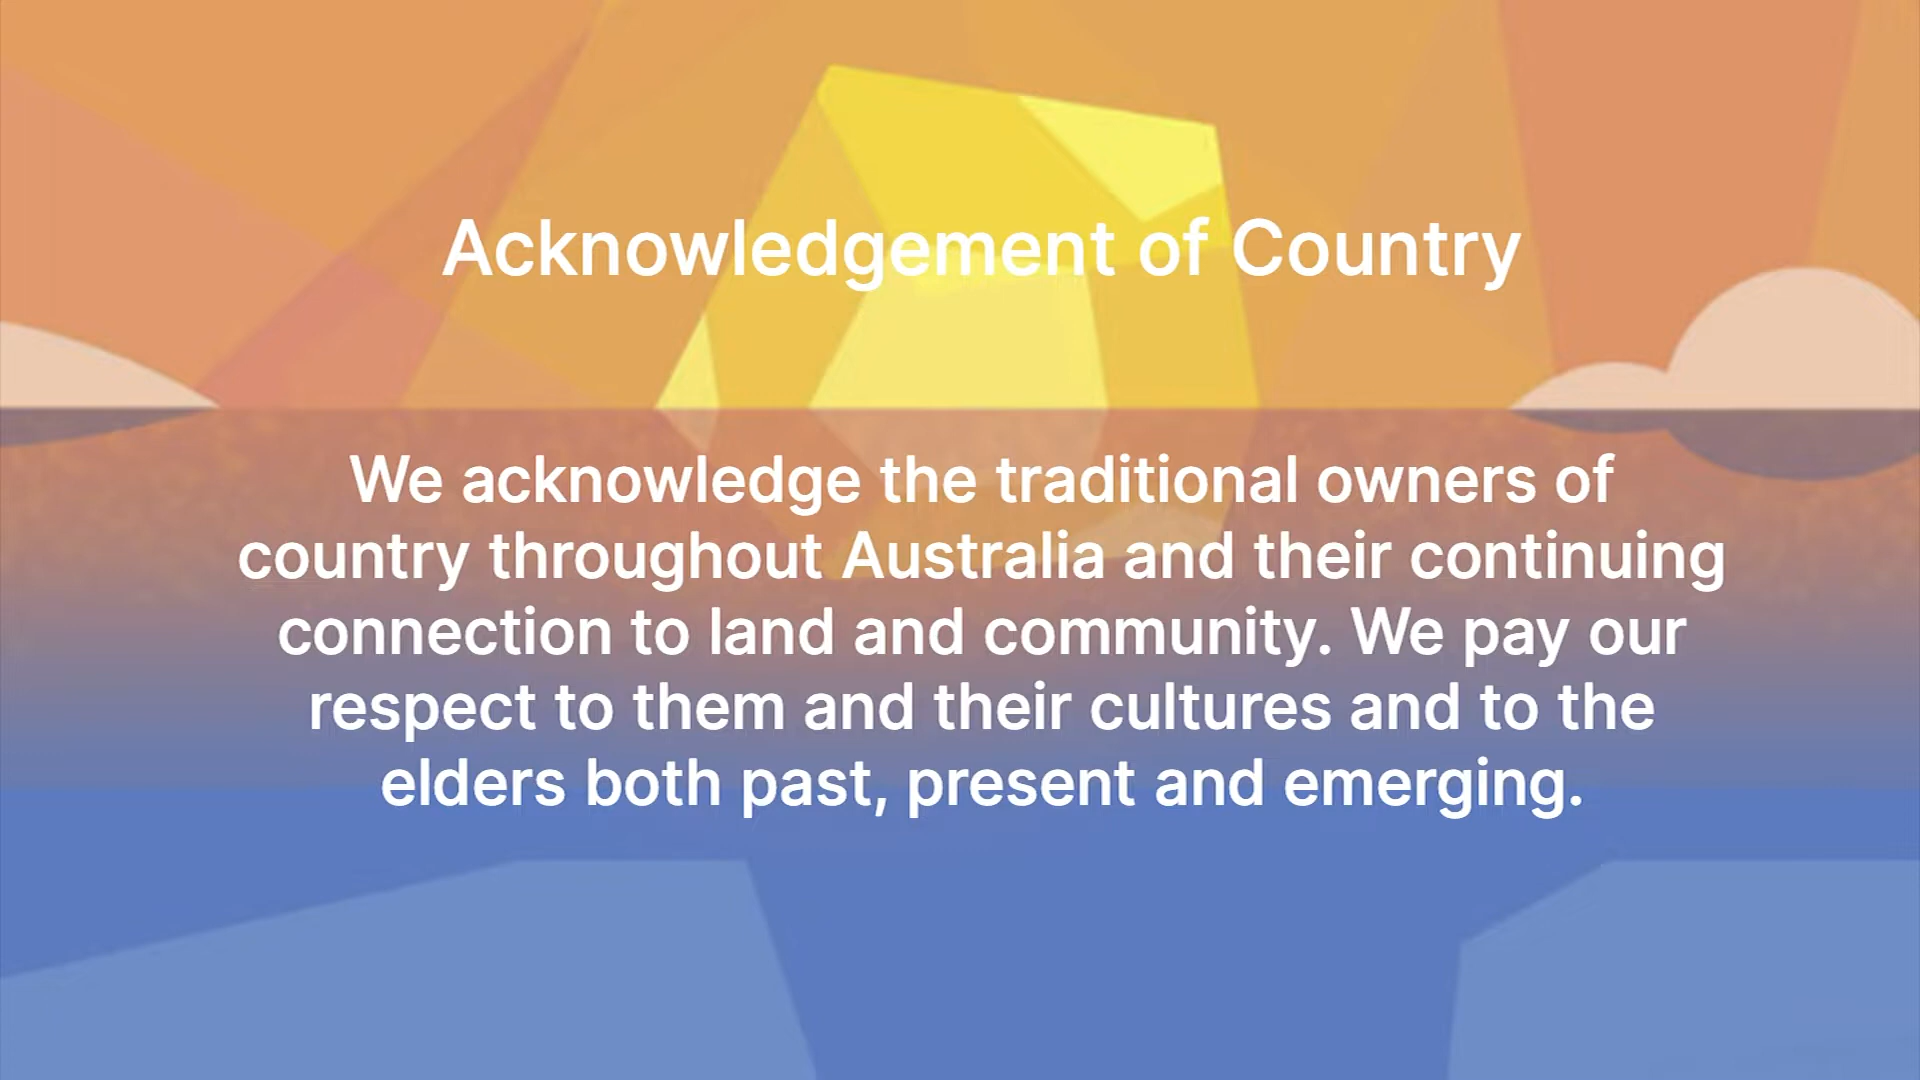 Acknowledgement of Country
We acknowledge the traditional owners of
country throughout Australia and their continuing
connection to land and community. We pay our
respect to them and their cultures and to the
elders both past, present and emerging.